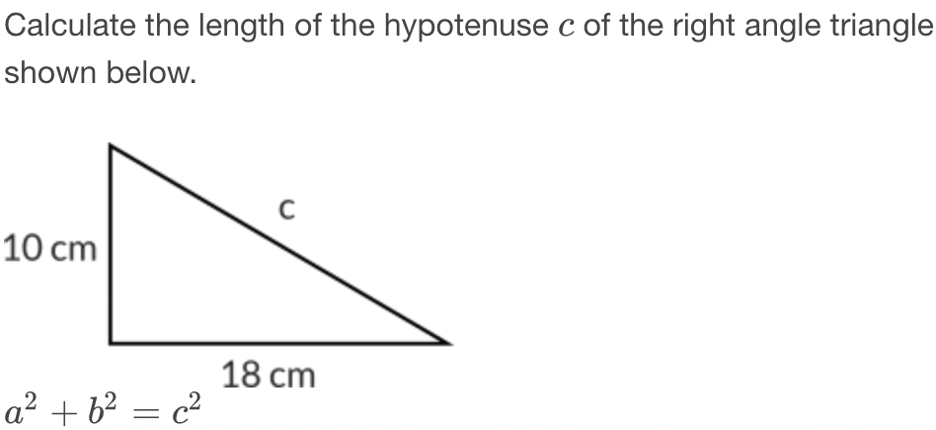 Calculate the length of the hypotenuse c of the right angle triangle
shown below.
c
10 cm
18 cm
a² + b² = c²